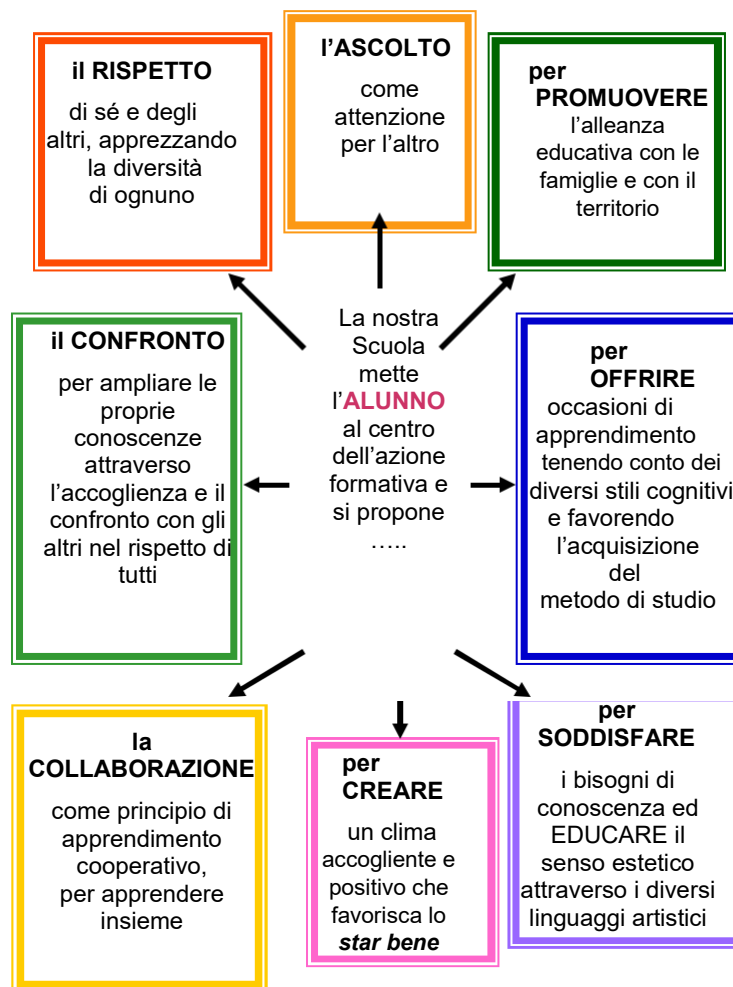 il RISPETTO
di sé e degli
altri, apprezzando
la diversità
di ognuno
l'ASCOLTO
come
attenzione
per l'altro
per
PROMUOVERE
l'alleanza
educativa con le
famiglie e con il
territorio
il CONFRONTO
per ampliare le
proprie
conoscenze
attraverso
l'accoglienza e il
confronto con gli
altri nel rispetto di
tutti
La nostra
Scuola
mette
l'ALUNNO
al centro
dell'azione
formativa e
si propone
…..
per
OFFRIRE
occasioni di
apprendimento
tenendo conto dei
diversi stili cognitivi
e favorendo
l'acquisizione
del
metodo di studio
la
COLLABORAZIONE
come principio di
apprendimento
cooperativo,
per apprendere
insieme
per
CREARE
un clima
accogliente e
positivo che
favorisca lo
star bene
per
SODDISFARE
i bisogni di
conoscenza ed
EDUCARE il
senso estetico
attraverso i diversi
linguaggi artistici